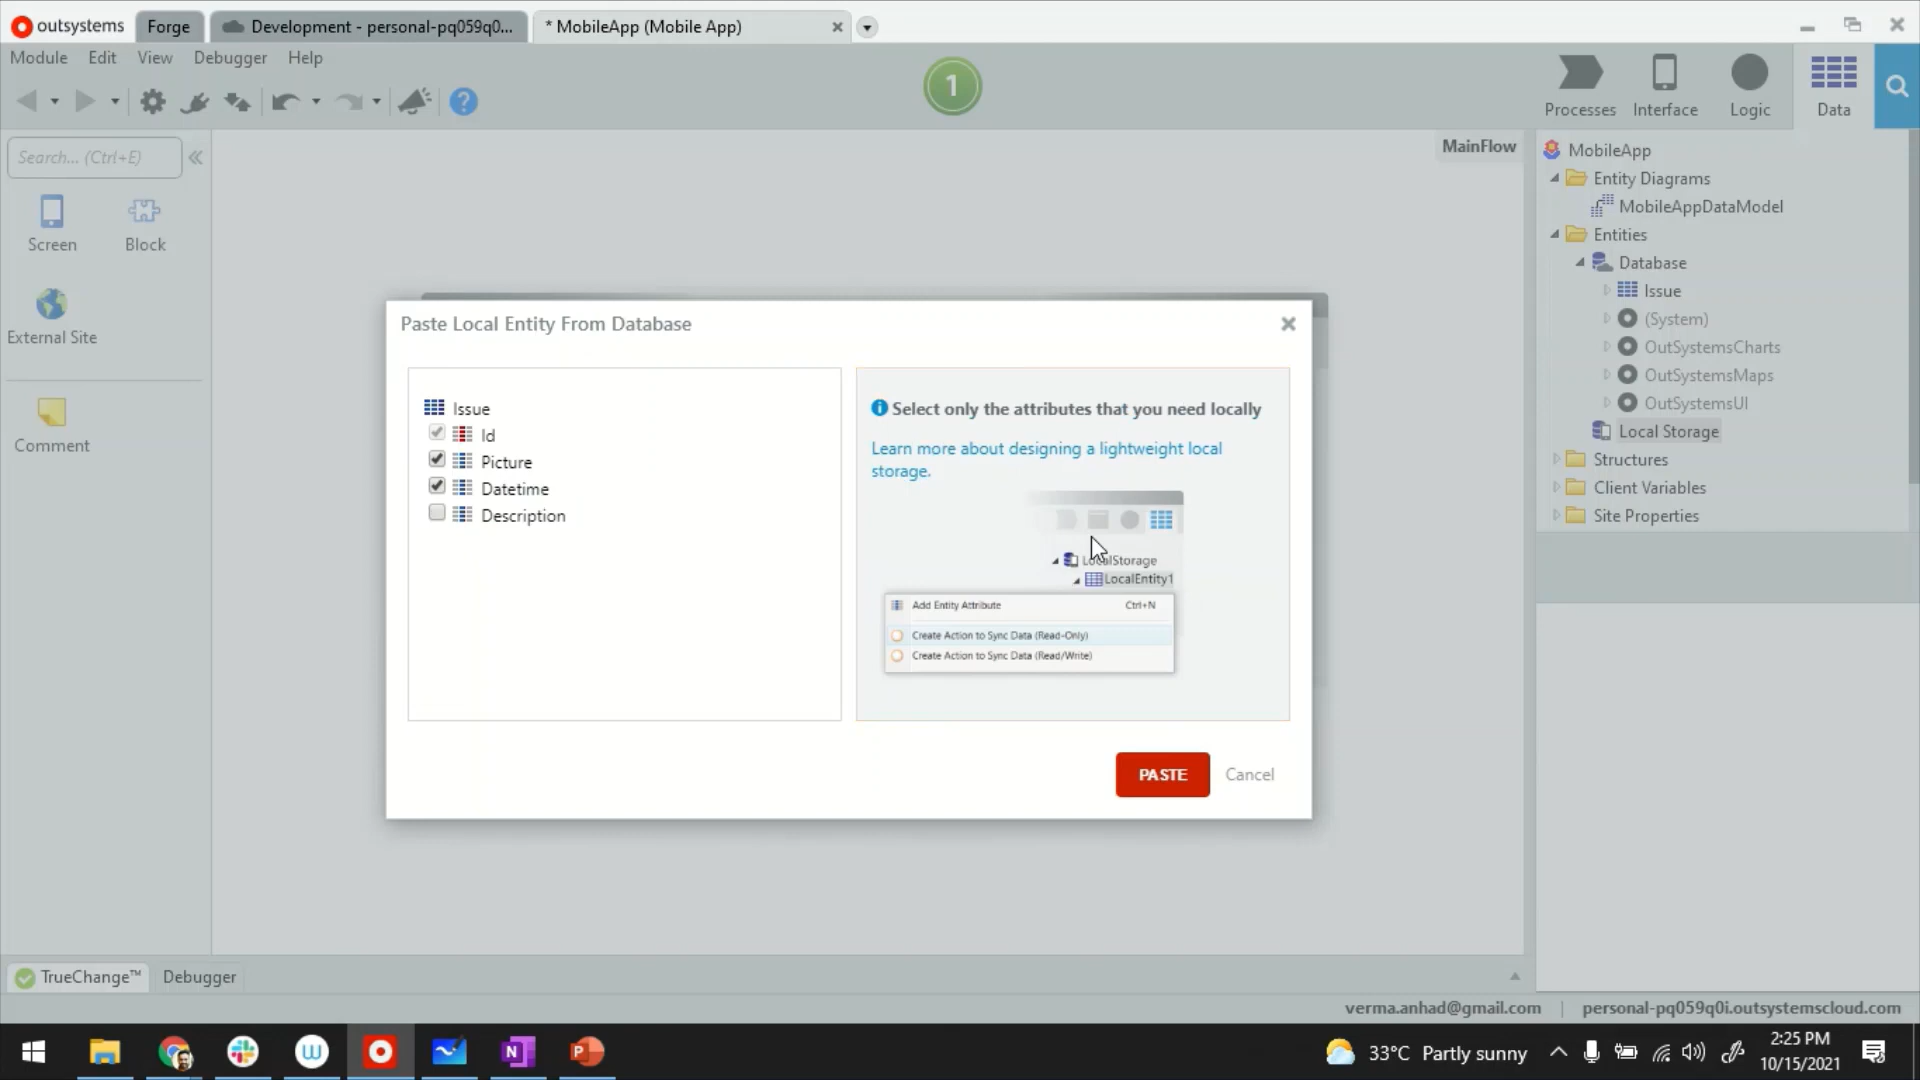 outsystems
Forge
Development - personal-pq059q0...
* MobileApp (Mobile App)
Module
Edit
View
Debugger
Help
1
Processes
Interface
Logic
Data
Search... (Ctrl+E)
Screen
Block
External Site
Comment
MainFlow
MobileApp
Entity Diagrams
MobileAppDataModel
Entities
Database
Issue
(System)
OutSystemsCharts
OutSystemsMaps
OutSystemsUI
Local Storage
Structures
Client Variables
Site Properties
Paste Local Entity From Database
Issue
Id
Picture
Datetime
Description
Select only the attributes that you need locally
Learn more about designing a lightweight local
storage.
LocalStorage
LocalEntity1
Add Entity Attribute Ctrl+N
Create Action to Sync Data (Read-Only)
Create Action to Sync Data (Read/Write)
PASTE
Cancel
TrueChange™
Debugger
verma.anhad@gmail.com
personal-pq059q0i.outsystemscloud.com
33°C Partly sunny
2:25 PM
10/15/2021